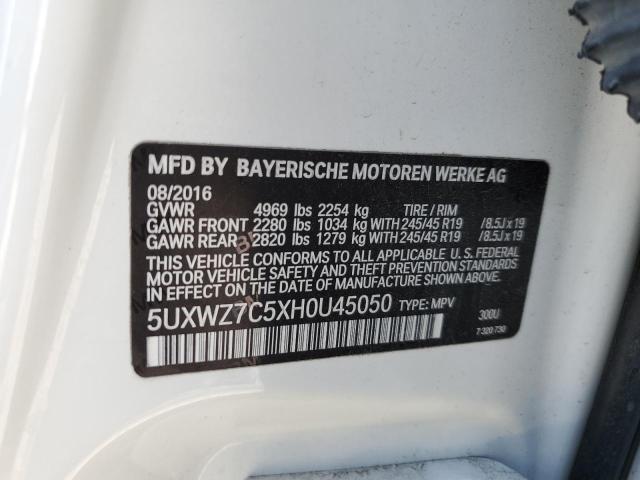 MFD BY BAYERISCHE MOTOREN WERKE AG
08/2016
GVWR 4969 lbs 2254 kg TIRE / RIM
GAWR FRONT 2280 lbs 1034 kg WITH 245/45 R19 /8.5J x 19
GAWR REAR 2820 lbs 1279 kg WITH 245/45 R19 /8.5J x 19
THIS VEHICLE CONFORMS TO ALL APPLICABLE U.S. FEDERAL
MOTOR VEHICLE SAFETY AND THEFT PREVENTION STANDARDS
IN EFFECT ON THE DATE OF MANUFACTURE SHOWN ABOVE.
5UXWZ7C5XH0U45050 TYPE: MPV 300U
7 320 730